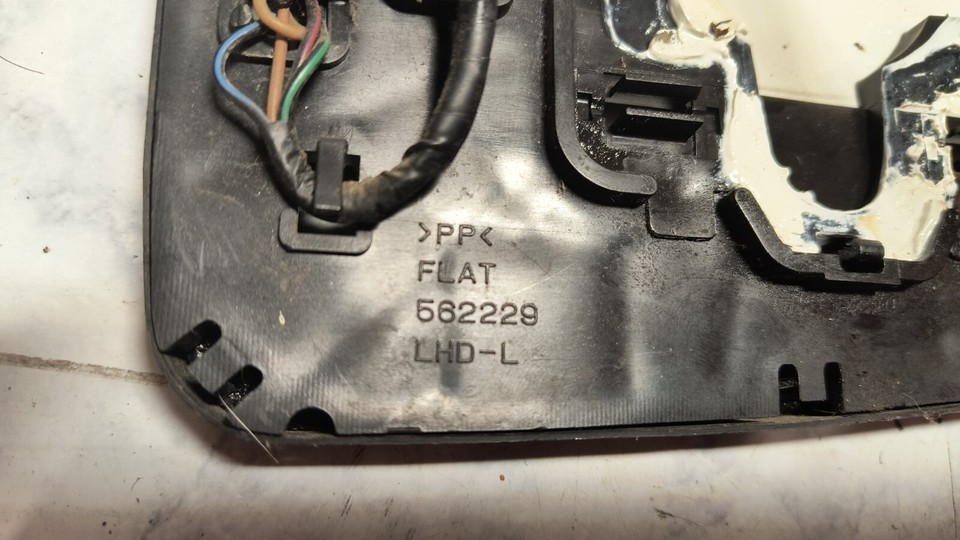 >PP<
FLAT
562229
LHD-L